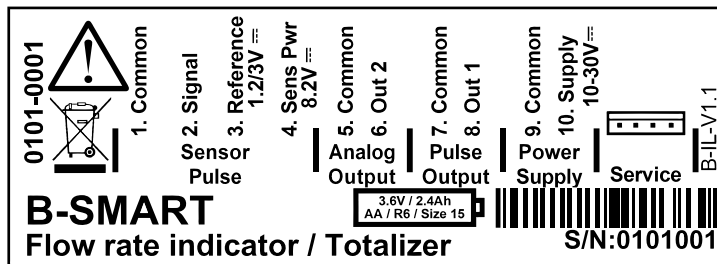 0101-0001
1. Common
2. Signal
3. Reference
1.2/3V ⎓
4. Sens Pwr
8.2V ⎓
5. Common
6. Out 2
7. Common
8. Out 1
9. Common
10. Supply
10-30V ⎓
Sensor
Pulse
Analog
Output
Pulse
Output
Power
Supply
Service
B-IL-V1.1
B-SMART
3.6V / 2.4Ah
AA / R6 / Size 15
Flow rate indicator / Totalizer
S/N:0101001